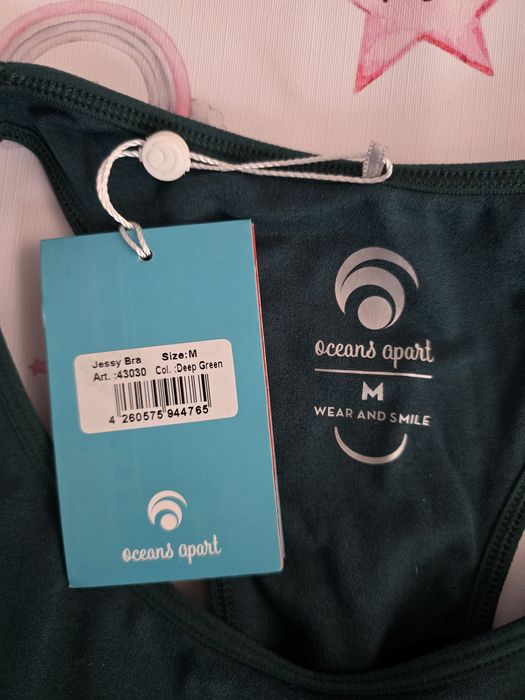 Jessy Bra Size:M
Art. :43030 Col. :Deep Green
4 260575 944765
oceans apart
oceans apart
M
WEAR AND SMILE